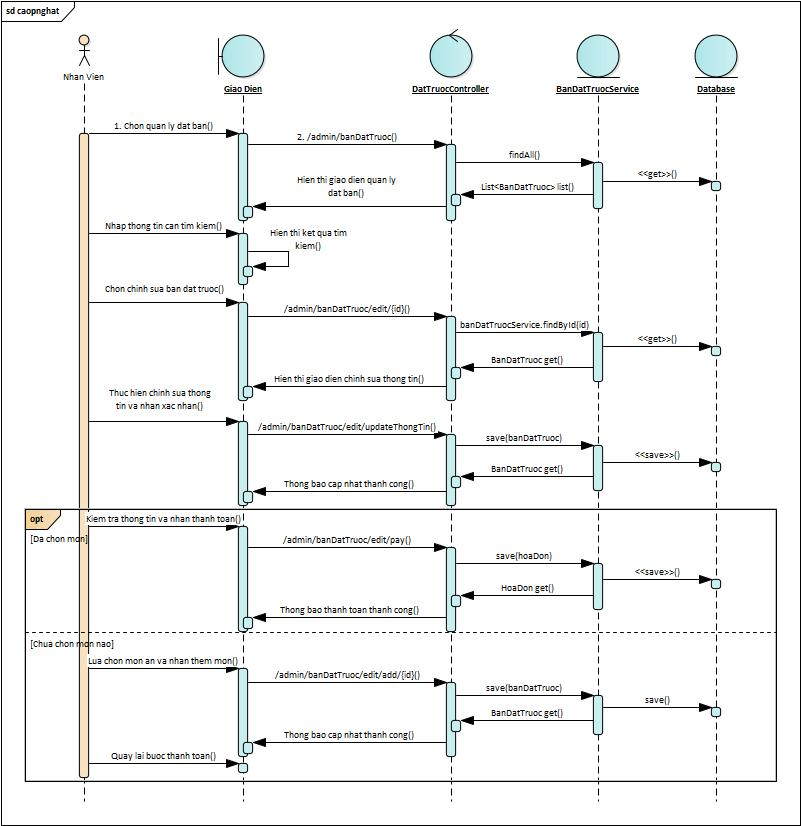 sd caopnghat
Nhan Vien
Giao Dien
DatTruocController
BanDatTruocService
Database
1. Chon quan ly dat ban()
2. /admin/banDatTruoc()
findAll()
<<get>>()
List<BanDatTruoc> list()
Hien thi giao dien quan ly
dat ban()
Nhap thong tin can tim kiem()
Hien thi ket qua tim
kiem()
Chon chinh sua ban dat truoc()
/admin/banDatTruoc/edit/{id}()
banDatTruocService.findById(id)
<<get>>()
BanDatTruoc get()
Hien thi giao dien chinh sua thong tin()
Thuc hien chinh sua thong
tin va nhan xac nhan()
/admin/banDatTruoc/edit/updateThongTin()
save(banDatTruoc)
<<save>>()
BanDatTruoc get()
Thong bao cap nhat thanh cong()
opt
Kiem tra thong tin va nhan thanh toan()
[Da chon mon]
/admin/banDatTruoc/edit/pay()
save(hoaDon)
<<save>>()
HoaDon get()
Thong bao thanh toan thanh cong()
[Chua chon mon nao]
Lua chon mon an va nhan them mon()
/admin/banDatTruoc/edit/add/{id}()
save(banDatTruoc)
save()
BanDatTruoc get()
Thong bao cap nhat thanh cong()
Quay lai buoc thanh toan()